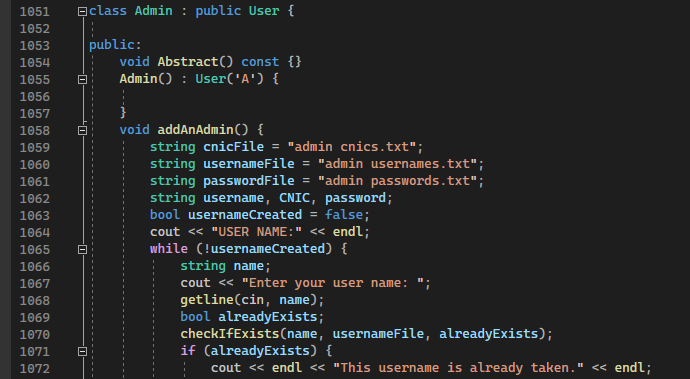 1051 class Admin : public User {
1052
1053 public:
1054 void Abstract() const {}
1055 Admin() : User('A') {
1056
1057 }
1058 void addAnAdmin() {
1059 string cnicFile = "admin cnics.txt";
1060 string usernameFile = "admin usernames.txt";
1061 string passwordFile = "admin passwords.txt";
1062 string username, CNIC, password;
1063 bool usernameCreated = false;
1064 cout << "USER NAME:" << endl;
1065 while (!usernameCreated) {
1066 string name;
1067 cout << "Enter your user name: ";
1068 getline(cin, name);
1069 bool alreadyExists;
1070 checkIfExists(name, usernameFile, alreadyExists);
1071 if (alreadyExists) {
1072 cout << endl << "This username is already taken." << endl;